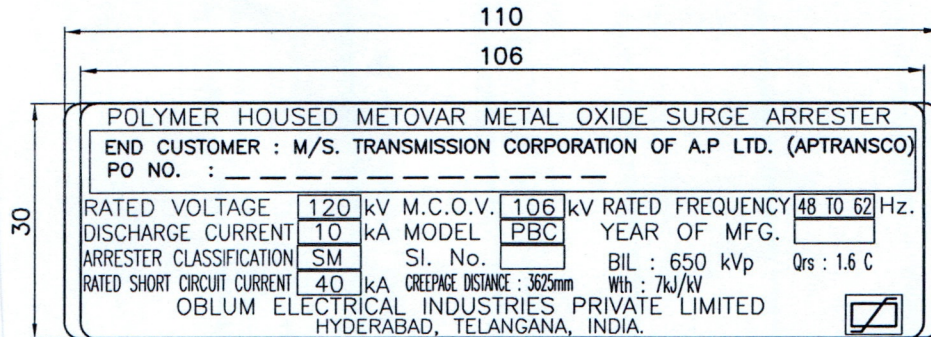 110
106
30
POLYMER HOUSED METOVAR METAL OXIDE SURGE ARRESTER
END CUSTOMER : M/S. TRANSMISSION CORPORATION OF A.P LTD. (APTRANSCO)
PO NO. : _ _ _ _ _ _ _ _ _ _ _
RATED VOLTAGE 120 kV M.C.O.V. 106 kV RATED FREQUENCY 48 TO 62 Hz.
DISCHARGE CURRENT 10 kA MODEL PBC YEAR OF MFG.
ARRESTER CLASSIFICATION SM SI. No. BIL : 650 kVp Qrs : 1.6 C
RATED SHORT CIRCUIT CURRENT 40 kA CREEPAGE DISTANCE : 3625mm Wth : 7kJ/kV
OBLUM ELECTRICAL INDUSTRIES PRIVATE LIMITED
HYDERABAD, TELANGANA, INDIA.